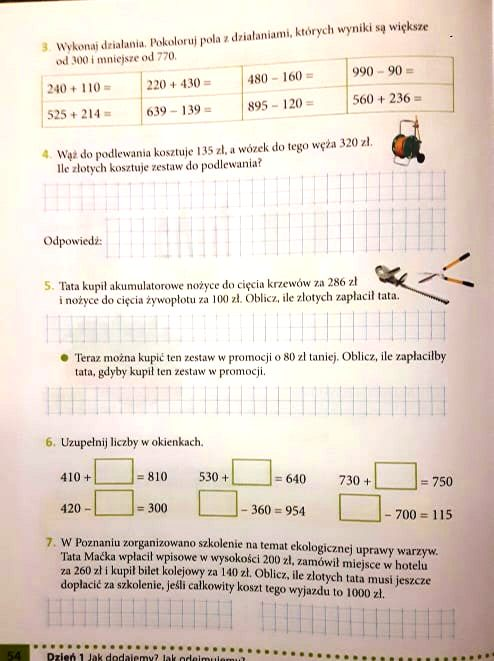 3. Wykonaj działania. Pokoloruj pola z działaniami, których wyniki są większe
od 300 i mniejsze od 770.
240 + 110 = 220 + 430 = 480 - 160 = 990 - 90 =
525 + 214 = 639 - 139 = 895 - 120 = 560 + 236 =
4. Wąż do podlewania kosztuje 135 zł, a wózek do tego węża 320 zł.
Ile złotych kosztuje zestaw do podlewania?
Odpowiedź:
5. Tata kupił akumulatorowe nożyce do cięcia krzewów za 286 zł
i nożyce do cięcia żywopłotu za 100 zł. Oblicz, ile złotych zapłacił tata.
● Teraz można kupić ten zestaw w promocji o 80 zł taniej. Oblicz, ile zapłaciłby
tata, gdyby kupił ten zestaw w promocji.
6. Uzupełnij liczby w okienkach.
410 + = 810 530 + = 640 730 + = 750
420 - = 300 - 360 = 954 - 700 = 115
7. W Poznaniu zorganizowano szkolenie na temat ekologicznej uprawy warzyw.
Tata Maćka wpłacił wpisowe w wysokości 200 zł, zamówił miejsce w hotelu
za 260 zł i kupił bilet kolejowy za 140 zł. Oblicz, ile złotych tata musi jeszcze
dopłacić za szkolenie, jeśli całkowity koszt tego wyjazdu to 1000 zł.
54 Dzień 1 Jak dodajemy? Jak odejmujemy?